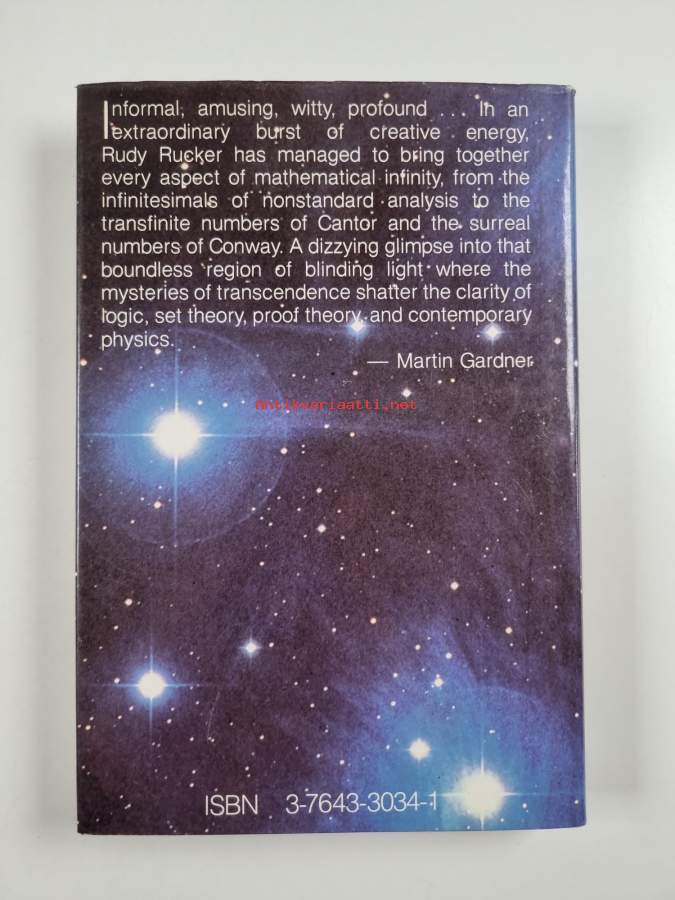 Informal, amusing, witty, profound . . . In an
extraordinary burst of creative energy,
Rudy Rucker has managed to bring together
every aspect of mathematical infinity, from the
infinitesimals of nonstandard analysis to the
transfinite numbers of Cantor and the surreal
numbers of Conway. A dizzying glimpse into that
boundless region of blinding light where the
mysteries of transcendence shatter the clarity of
logic, set theory, proof theory, and contemporary
physics.
— Martin Gardner
Antikvariaatti.net
ISBN 3-7643-3034-1